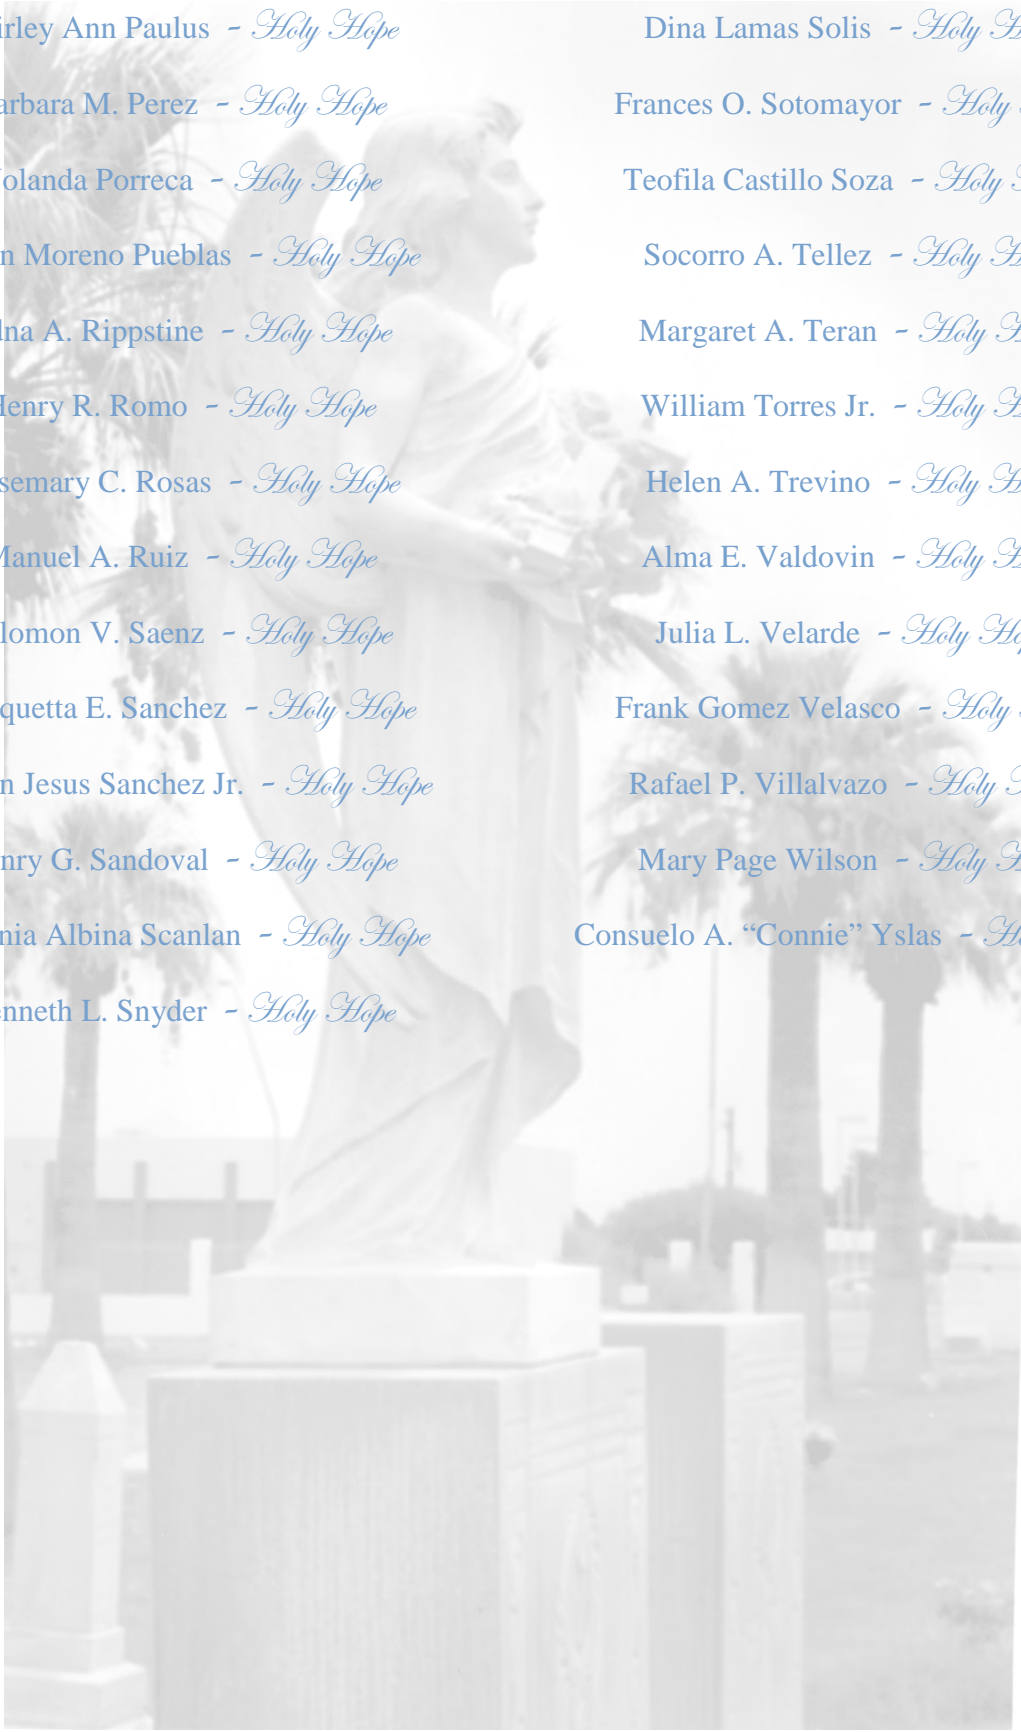 irley Ann Paulus - Holy Hope
arbara M. Perez - Holy Hope
olanda Porreca - Holy Hope
n Moreno Pueblas - Holy Hope
na A. Rippstine - Holy Hope
Henry R. Romo - Holy Hope
semary C. Rosas - Holy Hope
Manuel A. Ruiz - Holy Hope
lomon V. Saenz - Holy Hope
quetta E. Sanchez - Holy Hope
n Jesus Sanchez Jr. - Holy Hope
nry G. Sandoval - Holy Hope
nia Albina Scanlan - Holy Hope
enneth L. Snyder - Holy Hope
Dina Lamas Solis - Holy H
Frances O. Sotomayor - Holy
Teofila Castillo Soza - Holy
Socorro A. Tellez - Holy H
Margaret A. Teran - Holy H
William Torres Jr. - Holy H
Helen A. Trevino - Holy H
Alma E. Valdovin - Holy H
Julia L. Velarde - Holy Ho
Frank Gomez Velasco - Holy
Rafael P. Villalvazo - Holy
Mary Page Wilson - Holy H
Consuelo A. “Connie” Yslas - Ho